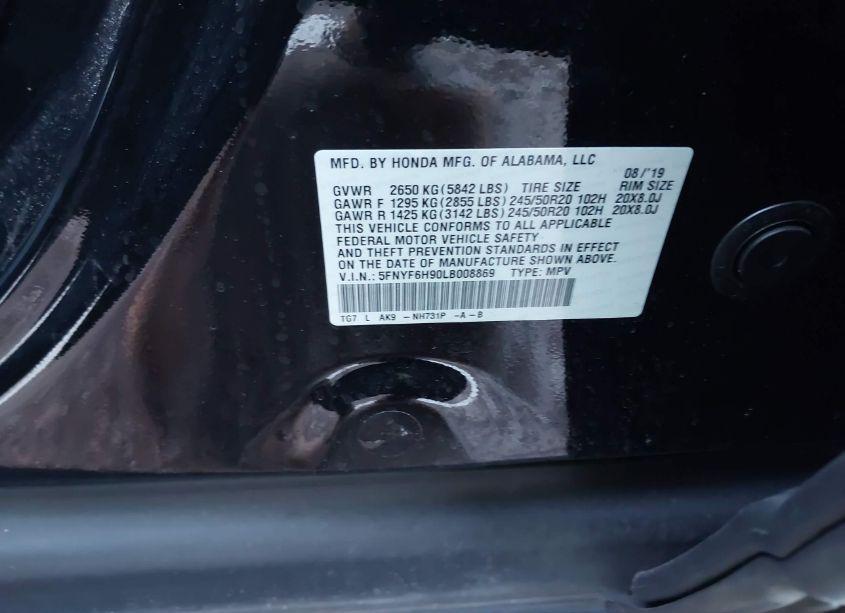 MFD. BY HONDA MFG. OF ALABAMA, LLC 08/'19
GVWR 2650 KG (5842 LBS) TIRE SIZE RIM SIZE
GAWR F 1295 KG (2855 LBS) 245/50R20 102H 20X8.0J
GAWR R 1425 KG (3142 LBS) 245/50R20 102H 20X8.0J
THIS VEHICLE CONFORMS TO ALL APPLICABLE
FEDERAL MOTOR VEHICLE SAFETY
AND THEFT PREVENTION STANDARDS IN EFFECT
ON THE DATE OF MANUFACTURE SHOWN ABOVE.
V.I.N.: 5FNYF6H90LB008869 TYPE: MPV
TG7 L AK9 -NH731P -A-B